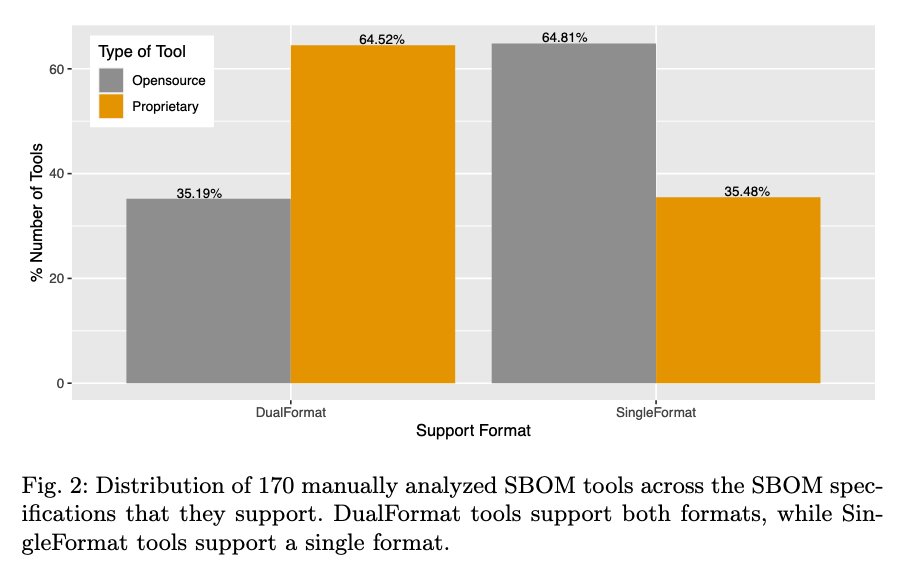 Type of Tool
Opensource
Proprietary
64.52%
64.81%
35.19%
35.48%
% Number of Tools
60
40
20
0
DualFormat
SingleFormat
Support Format
Fig. 2: Distribution of 170 manually analyzed SBOM tools across the SBOM spec-
ifications that they support. DualFormat tools support both formats, while Sin-
gleFormat tools support a single format.